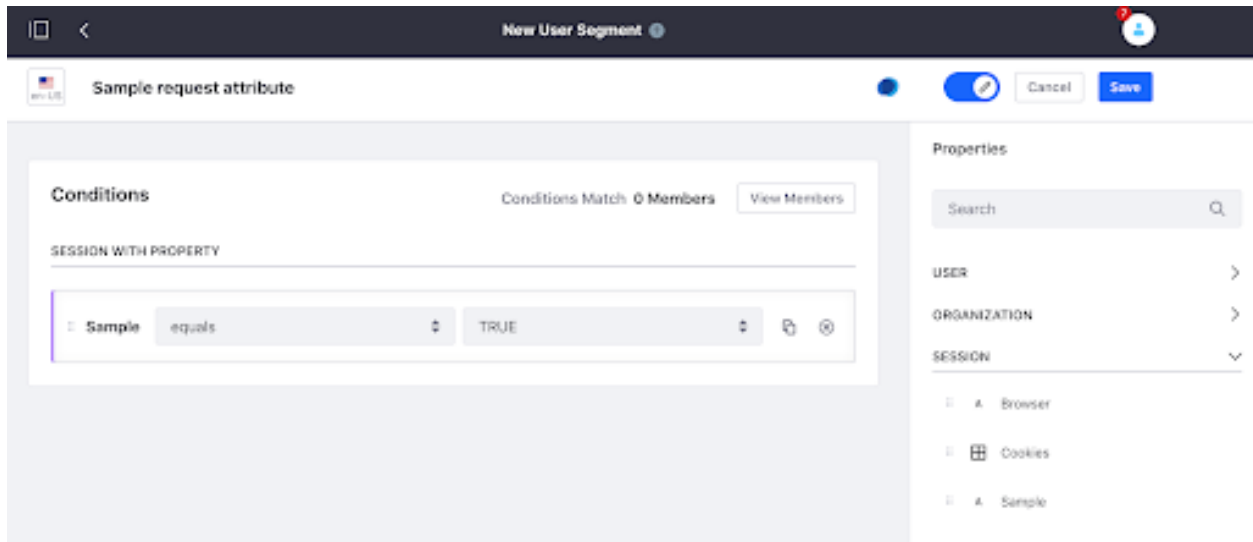 New User Segment
en-US
Sample request attribute
Cancel
Save
Conditions
Conditions Match 0 Members
View Members
SESSION WITH PROPERTY
Sample equals TRUE
Properties
Search
USER
ORGANIZATION
SESSION
A Browser
Cookies
A Sample